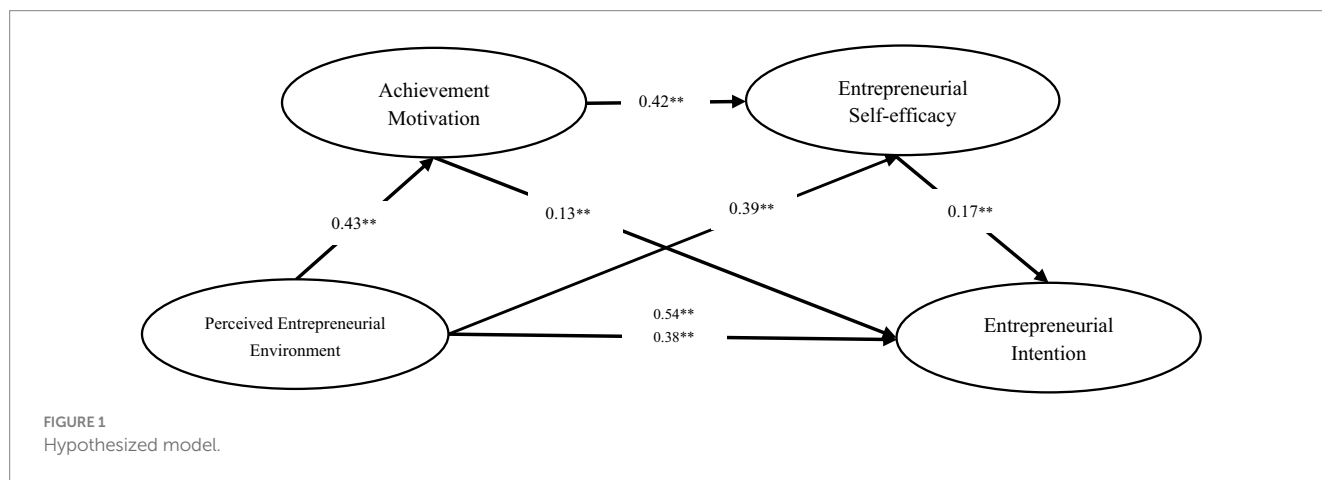 Achievement
Motivation
0.42**
Entrepreneurial
Self-efficacy
0.43**
0.13**
0.39**
0.17**
Perceived Entrepreneurial
Environment
0.54**
0.38**
Entrepreneurial
Intention
FIGURE 1
Hypothesized model.